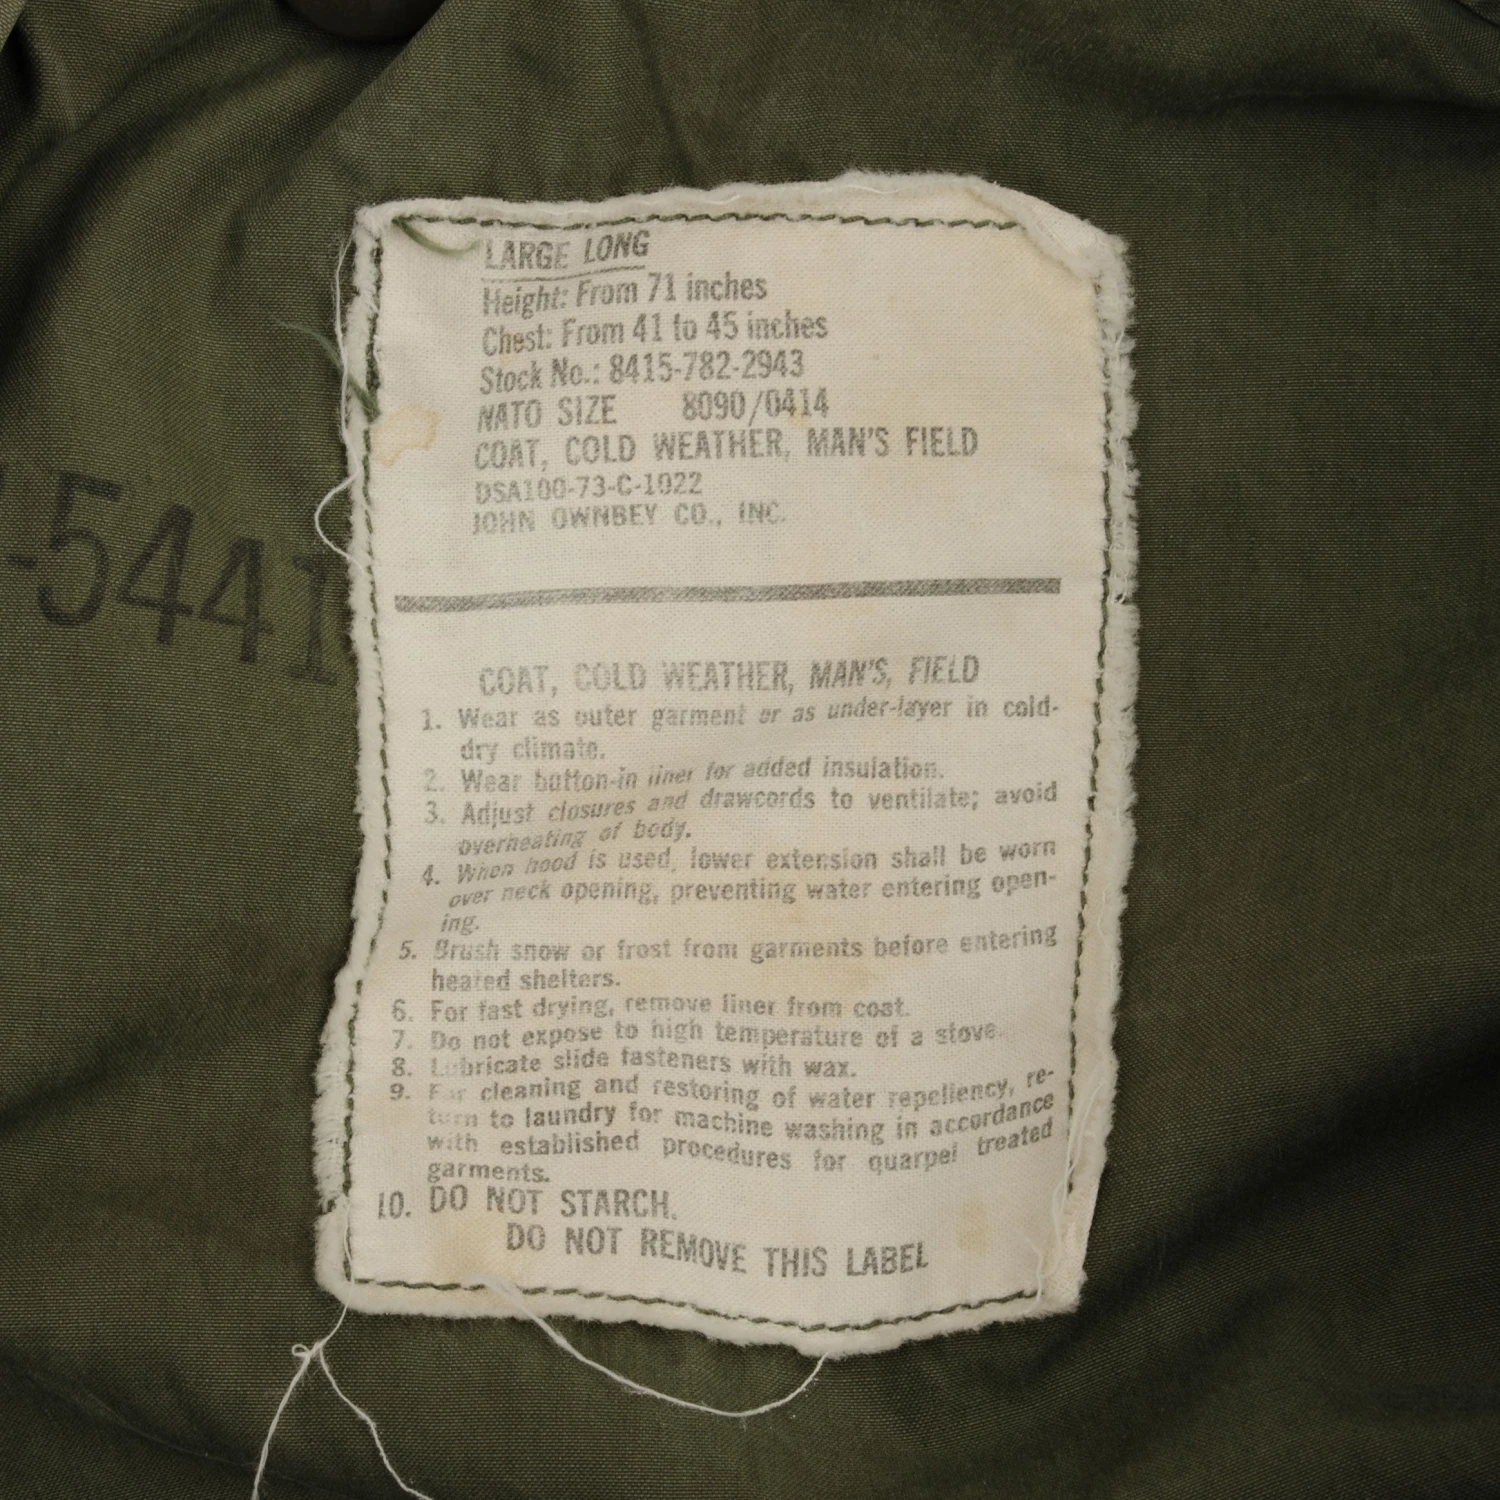 LARGE LONG
Height: From 71 inches
Chest: From 41 to 45 inches
Stock No.: 8415-782-2943
NATO SIZE 8090/0414
COAT, COLD WEATHER, MAN'S FIELD
DSA100-73-C-1022
JOHN OWNBEY CO., INC.
-5441
COAT, COLD WEATHER, MAN'S, FIELD
1. Wear as outer garment or as under-layer in cold-
dry climate.
2. Wear button-in liner for added insulation.
3. Adjust closures and drawcords to ventilate; avoid
overheating of body.
4. When hood is used, lower extension shall be worn
over neck opening, preventing water entering open-
ing.
5. Brush snow or frost from garments before entering
heated shelters.
6. For fast drying, remove liner from coat.
7. Do not expose to high temperature of a stove.
8. Lubricate slide fasteners with wax.
9. For cleaning and restoring of water repellency, re-
turn to laundry for machine washing in accordance
with established procedures for quarpel treated
garments.
10. DO NOT STARCH.
DO NOT REMOVE THIS LABEL